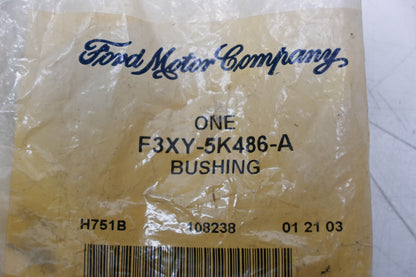 Ford Motor Company,
ONE
F3XY-5K486-A
BUSHING
H751B 108238 01 21 03